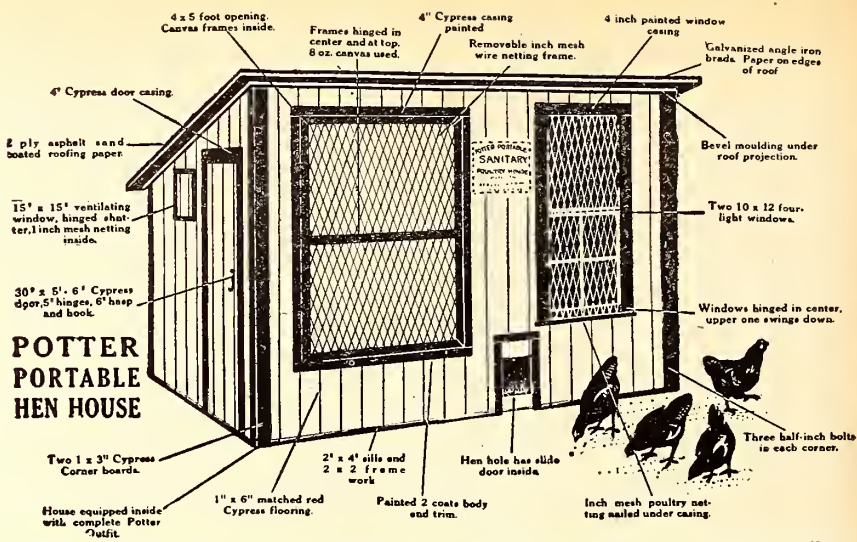 4 x 5 foot opening.
Canvas frames inside.
Frames hinged in
center and at top.
8 oz. canvas used.
4" Cypress casing
painted
Removable inch mesh
wire netting frame.
4 inch painted window
casing
Galvanized angle iron
brads. Paper on edges
of roof
4" Cypress door casing.
2 ply asphalt sand
coated roofing paper.
15" x 15" ventilating
window, hinged shut-
ter, 1 inch mesh netting
inside.
30" x 5'- 6" Cypress
door, 5" hinges, 6" hasp
and hook.
POTTER PORTABLE
SANITARY
POULTRY HOUSE
Bevel moulding under
roof projection.
Two 10 x 12 four-
light windows.
Windows hinged in center,
upper one swings down.
POTTER
PORTABLE
HEN HOUSE
Two 1 x 3" Cypress
Corner boards.
House equipped inside
with complete Potter
Outfit.
1" x 6" matched red
Cypress flooring.
2" x 4" sills and
2 x 2 frame
work
Painted 2 coats body
and trim.
Hen hole has slide
door inside.
Inch mesh poultry net-
ting nailed under casing.
Three half-inch bolts
in each corner.